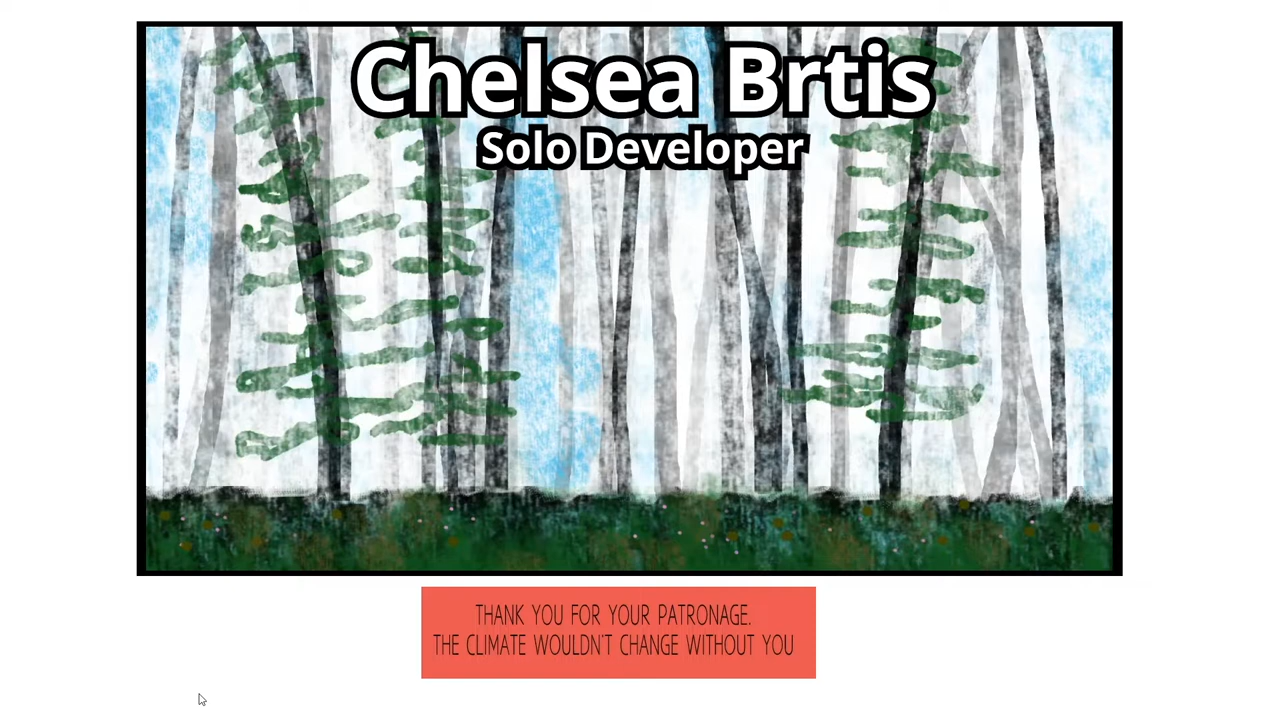 Chelsea Brtis
Solo Developer
THANK YOU FOR YOUR PATRONAGE.
THE CLIMATE WOULDN'T CHANGE WITHOUT YOU